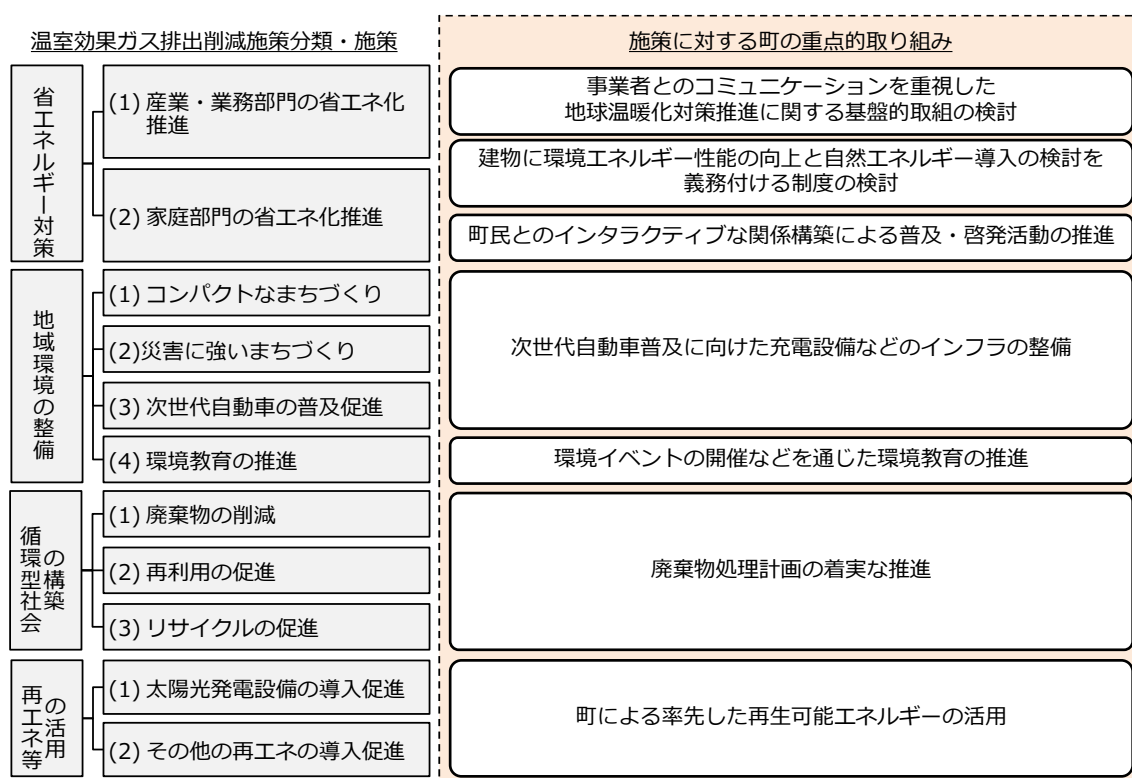 温室効果ガス排出削減施策分類・施策
施策に対する町の重点的取り組み
省エネルギー対策
(1) 産業・業務部門の省エネ化
推進
(2) 家庭部門の省エネ化推進
事業者とのコミュニケーションを重視した
地球温暖化対策推進に関する基盤的取組の検討
建物に環境エネルギー性能の向上と自然エネルギー導入の検討を
義務付ける制度の検討
町民とのインタラクティブな関係構築による普及・啓発活動の推進
地域環境の整備
(1) コンパクトなまちづくり
(2)災害に強いまちづくり
(3) 次世代自動車の普及促進
(4) 環境教育の推進
次世代自動車普及に向けた充電設備などのインフラの整備
環境イベントの開催などを通じた環境教育の推進
循環型社会
の構築
(1) 廃棄物の削減
(2) 再利用の促進
(3) リサイクルの促進
廃棄物処理計画の着実な推進
再エネ等
の活用
(1) 太陽光発電設備の導入促進
(2) その他の再エネの導入促進
町による率先した再生可能エネルギーの活用